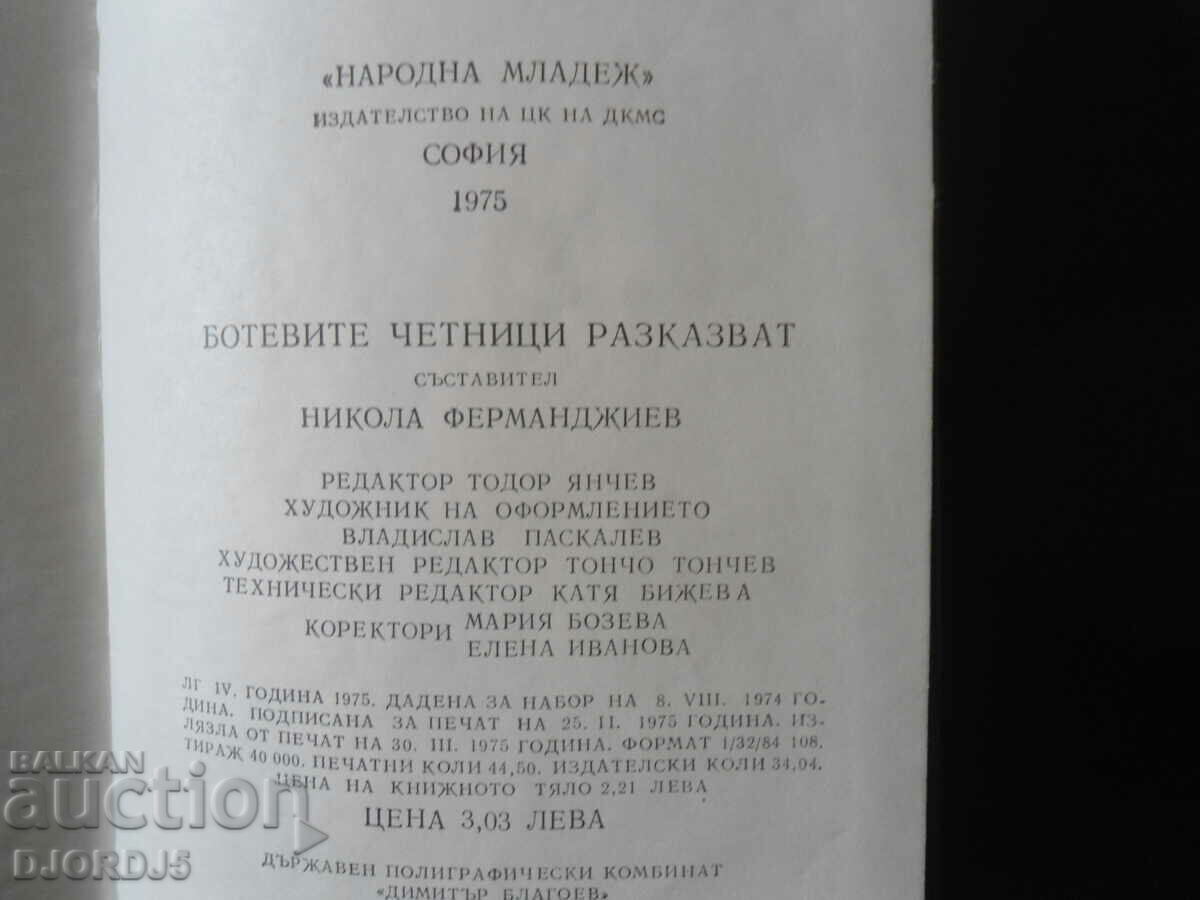 «НАРОДНА МЛАДЕЖ»
ИЗДАТЕЛСТВО НА ЦК НА ДКМС
СОФИЯ
1975
БОТЕВИТЕ ЧЕТНИЦИ РАЗКАЗВАТ
СЪСТАВИТЕЛ
НИКОЛА ФЕРМАНДЖИЕВ
РЕДАКТОР ТОДОР ЯНЧЕВ
ХУДОЖНИК НА ОФОРМЛЕНИЕТО
ВЛАДИСЛАВ ПАСКАЛЕВ
ХУДОЖЕСТВЕН РЕДАКТОР ТОНЧО ТОНЧЕВ
ТЕХНИЧЕСКИ РЕДАКТОР КАТЯ БИЖЕВА
КОРЕКТОРИ МАРИЯ БОЗЕВА
ЕЛЕНА ИВАНОВА
ЛГ IV. ГОДИНА 1975. ДАДЕНА ЗА НАБОР НА 8. VIII. 1974 ГО-
ДИНА. ПОДПИСАНА ЗА ПЕЧАТ НА 25. II. 1975 ГОДИНА. ИЗ-
ЛЯЗЛА ОТ ПЕЧАТ НА 30. III. 1975 ГОДИНА. ФОРМАТ 1/32/84 108.
ТИРАЖ 40 000. ПЕЧАТНИ КОЛИ 44,50. ИЗДАТЕЛСКИ КОЛИ 34,04.
ЦЕНА НА КНИЖНОТО ТЯЛО 2,21 ЛЕВА
ЦЕНА 3,03 ЛЕВА
ДЪРЖАВЕН ПОЛИГРАФИЧЕСКИ КОМБИНАТ
«ДИМИТЪР БЛАГОЕВ»
BALKAN
auction
DJORDJ5